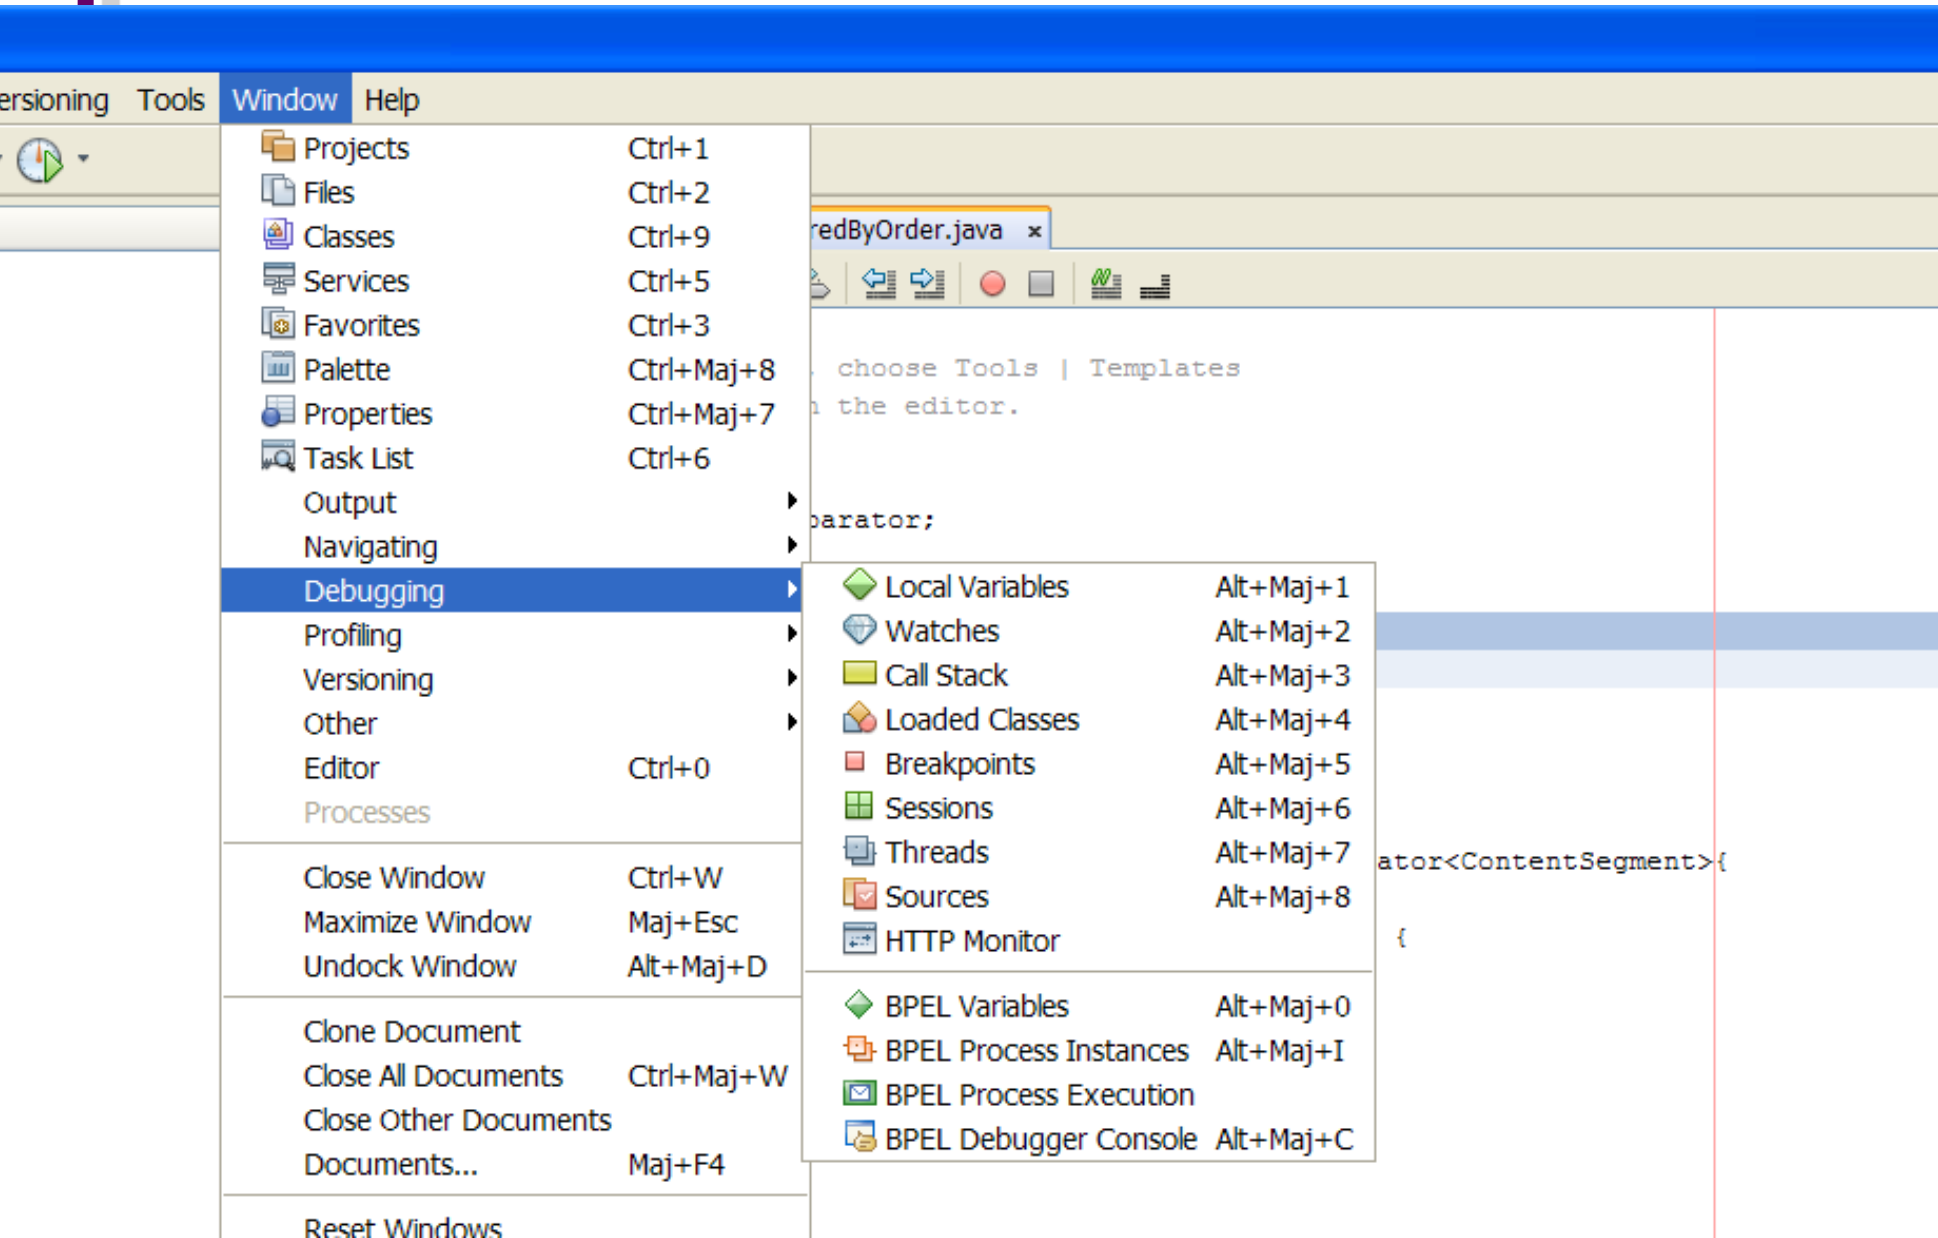 ersioning Tools Window Help
Projects Ctrl+1
Files Ctrl+2
Classes Ctrl+9
Services Ctrl+5
Favorites Ctrl+3
Palette Ctrl+Maj+8
Properties Ctrl+Maj+7
Task List Ctrl+6
Output
Navigating
Debugging
Profiling
Versioning
Other
Editor Ctrl+0
Processes
Close Window Ctrl+W
Maximize Window Maj+Esc
Undock Window Alt+Maj+D
Clone Document
Close All Documents Ctrl+Maj+W
Close Other Documents
Documents... Maj+F4
Reset Windows
redByOrder.java
choose Tools | Templates
the editor.
parator;
Local Variables Alt+Maj+1
Watches Alt+Maj+2
Call Stack Alt+Maj+3
Loaded Classes Alt+Maj+4
Breakpoints Alt+Maj+5
Sessions Alt+Maj+6
Threads Alt+Maj+7
Sources Alt+Maj+8
HTTP Monitor
BPEL Variables Alt+Maj+0
BPEL Process Instances Alt+Maj+I
BPEL Process Execution
BPEL Debugger Console Alt+Maj+C
ator<ContentSegment>{
{